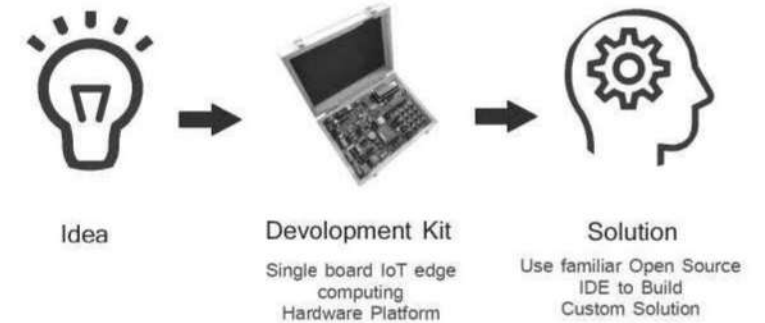 Idea
Devolopment Kit
Single board IoT edge
computing
Hardware Platform
Solution
Use familiar Open Source
IDE to Build
Custom Solution